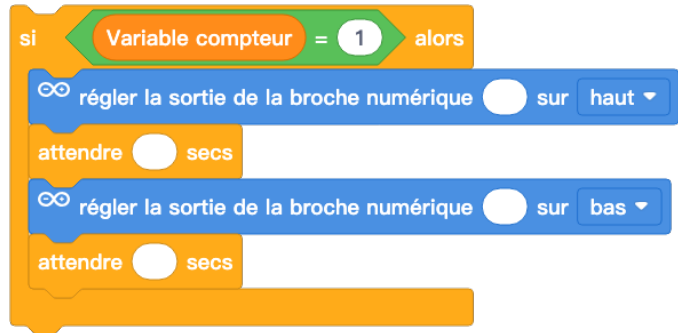 si Variable compteur = 1 alors
régler la sortie de la broche numérique sur haut
attendre secs
régler la sortie de la broche numérique sur bas
attendre secs